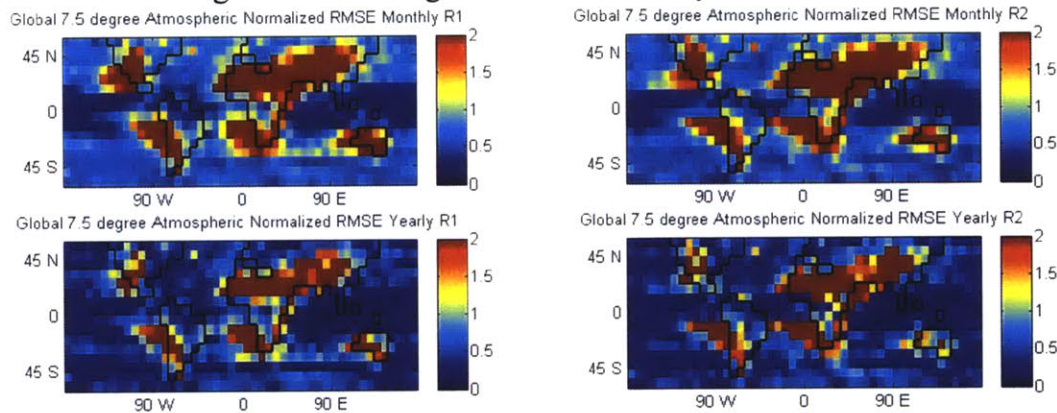 Global 7.5 degree Atmospheric Normalized RMSE Monthly R1
45 N
0
45 S
90 W 0 90 E
2
1.5
1
0.5
0
Global 7.5 degree Atmospheric Normalized RMSE Monthly R2
45 N
0
45 S
90 W 0 90 E
2
1.5
1
0.5
0
Global 7.5 degree Atmospheric Normalized RMSE Yearly R1
45 N
0
45 S
90 W 0 90 E
2
1.5
1
0.5
0
Global 7.5 degree Atmospheric Normalized RMSE Yearly R2
45 N
0
45 S
90 W 0 90 E
2
1.5
1
0.5
0